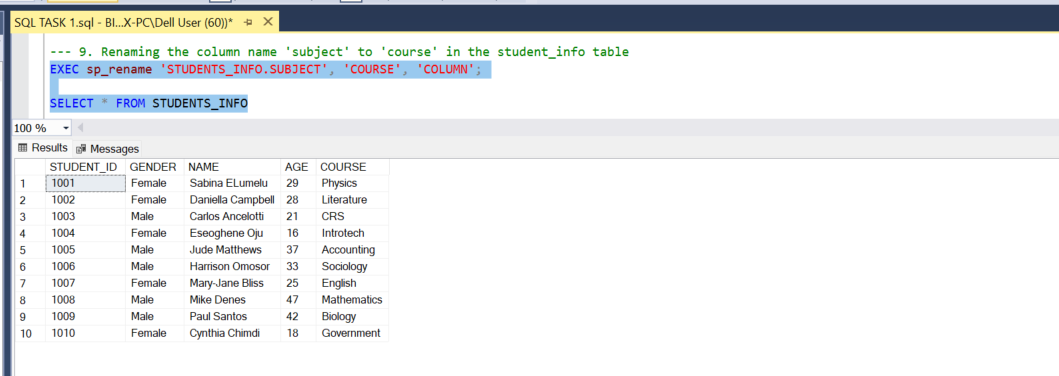 SQL TASK 1.sql - BI...X-PC\Dell User (60))*
--- 9. Renaming the column name 'subject' to 'course' in the student_info table
EXEC sp_rename 'STUDENTS_INFO.SUBJECT', 'COURSE', 'COLUMN';
SELECT * FROM STUDENTS_INFO
100 %
Results Messages
STUDENT_ID GENDER NAME AGE COURSE
1 1001 Female Sabina ELumelu 29 Physics
2 1002 Female Daniella Campbell 28 Literature
3 1003 Male Carlos Ancelotti 21 CRS
4 1004 Female Eseoghene Oju 16 Introtech
5 1005 Male Jude Matthews 37 Accounting
6 1006 Male Harrison Omosor 33 Sociology
7 1007 Female Mary-Jane Bliss 25 English
8 1008 Male Mike Denes 47 Mathematics
9 1009 Male Paul Santos 42 Biology
10 1010 Female Cynthia Chimdi 18 Government